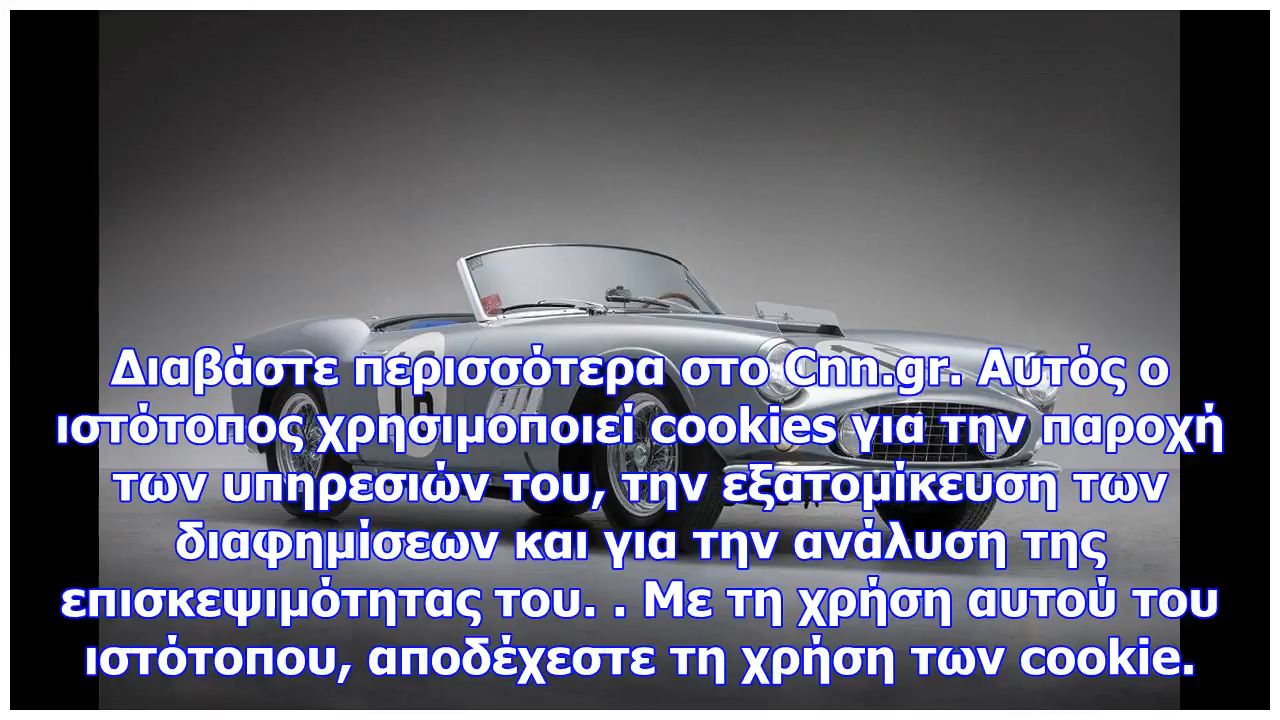 Διαβάστε περισσότερα στο Cnn.gr. Αυτός ο
ιστότοπος χρησιμοποιεί cookies για την παροχή
των υπηρεσιών του, την εξατομίκευση των
διαφημίσεων και για την ανάλυση της
επισκεψιμότητας του. . Με τη χρήση αυτού του
ιστότοπου, αποδέχεστε τη χρήση των cookie.
16